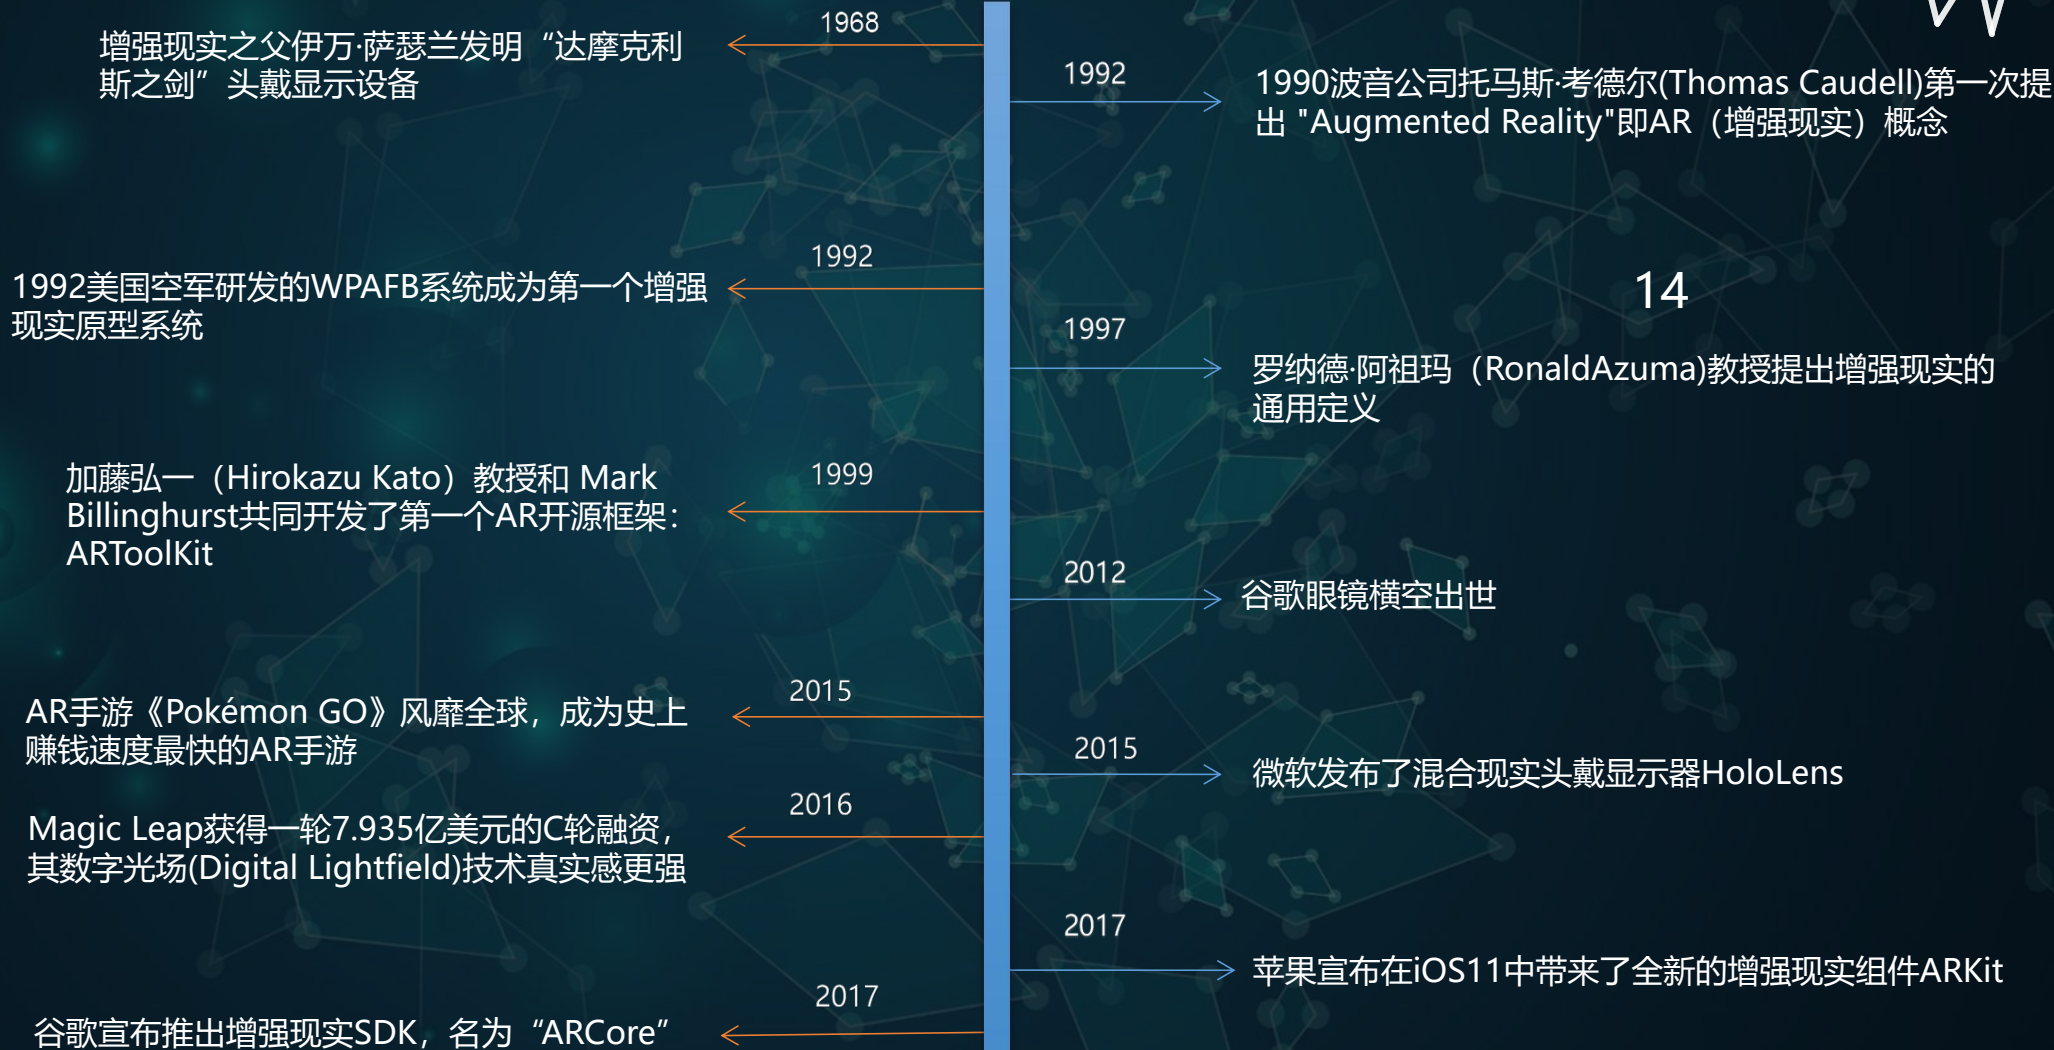 1968
增强现实之父伊万·萨瑟兰发明“达摩克利
斯之剑”头戴显示设备
1992
1990波音公司托马斯·考德尔(Thomas Caudell)第一次提
出 "Augmented Reality"即AR（增强现实）概念
1992
1992美国空军研发的WPAFB系统成为第一个增强
现实原型系统
14
1997
罗纳德·阿祖玛（RonaldAzuma)教授提出增强现实的
通用定义
1999
加藤弘一（Hirokazu Kato）教授和 Mark
Billinghurst共同开发了第一个AR开源框架：
ARToolKit
2012
谷歌眼镜横空出世
2015
AR手游《Pokémon GO》风靡全球，成为史上
赚钱速度最快的AR手游
2015
微软发布了混合现实头戴显示器HoloLens
2016
Magic Leap获得一轮7.935亿美元的C轮融资，
其数字光场(Digital Lightfield)技术真实感更强
2017
苹果宣布在iOS11中带来了全新的增强现实组件ARKit
2017
谷歌宣布推出增强现实SDK，名为“ARCore”